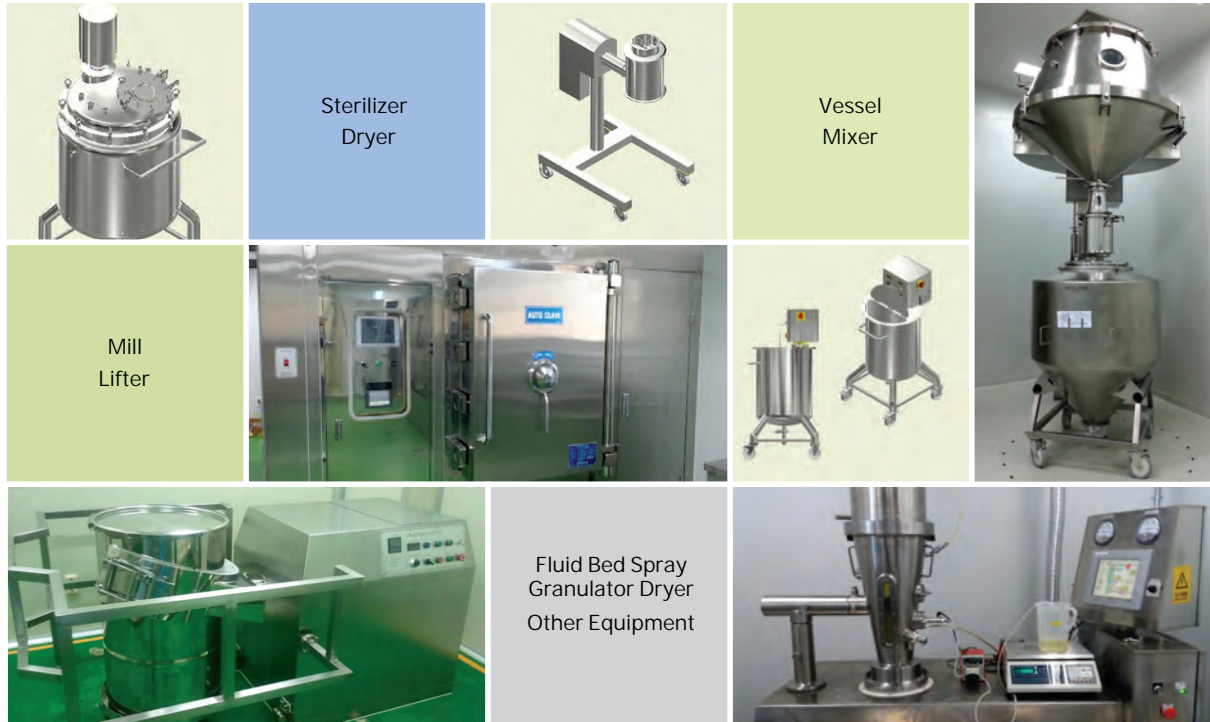 Sterilizer
Dryer
Vessel
Mixer
Mill
Lifter
AUTO CLAVE
Fluid Bed Spray
Granulator Dryer
Other Equipment